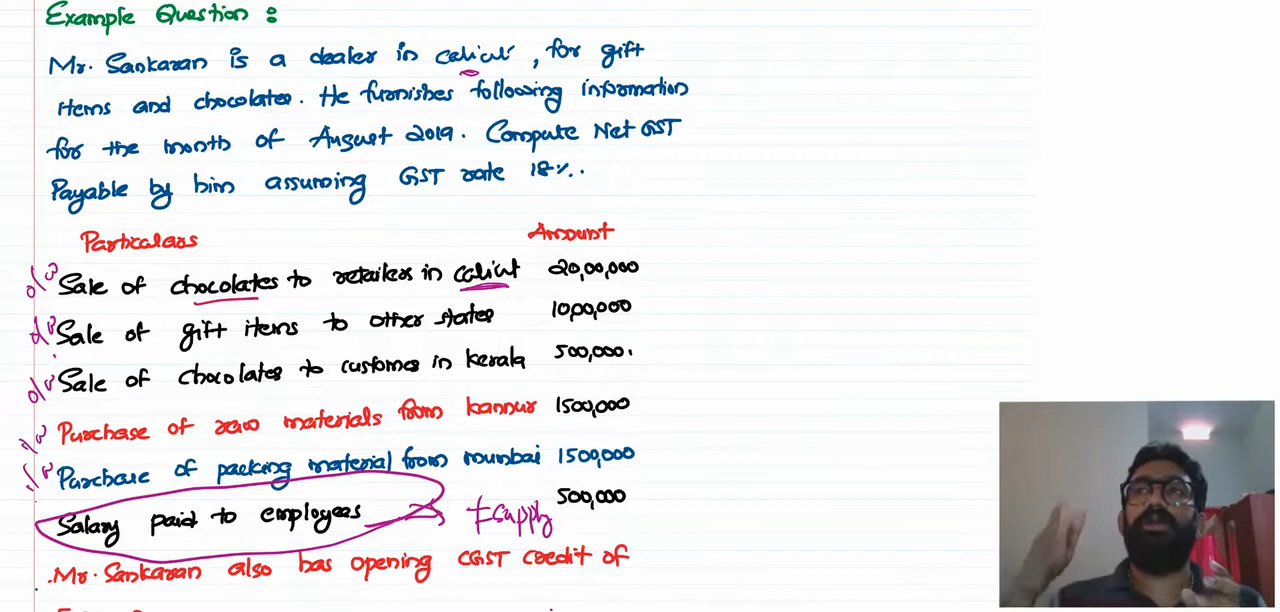 Example Question :
Mr. Sankaran is a dealer in calicut, for gift
items and chocolates. He furnishes following information
for the month of August 2019. Compute Net GST
Payable by him assuming GST rate 18%.
Particulars Amount
o/w Sale of chocolates to retailers in calicut 20,00,000
Sale of gift items to other states 1000,000
o/w Sale of chocolates to customes in kerala 500,000.
Purchase of raw materials from kannur 1500,000
Purchase of packing material from mumbai 1500,000
Salary paid to employees ≠ supply 500,000
.Mr. Sankaran also has opening CGST credit of